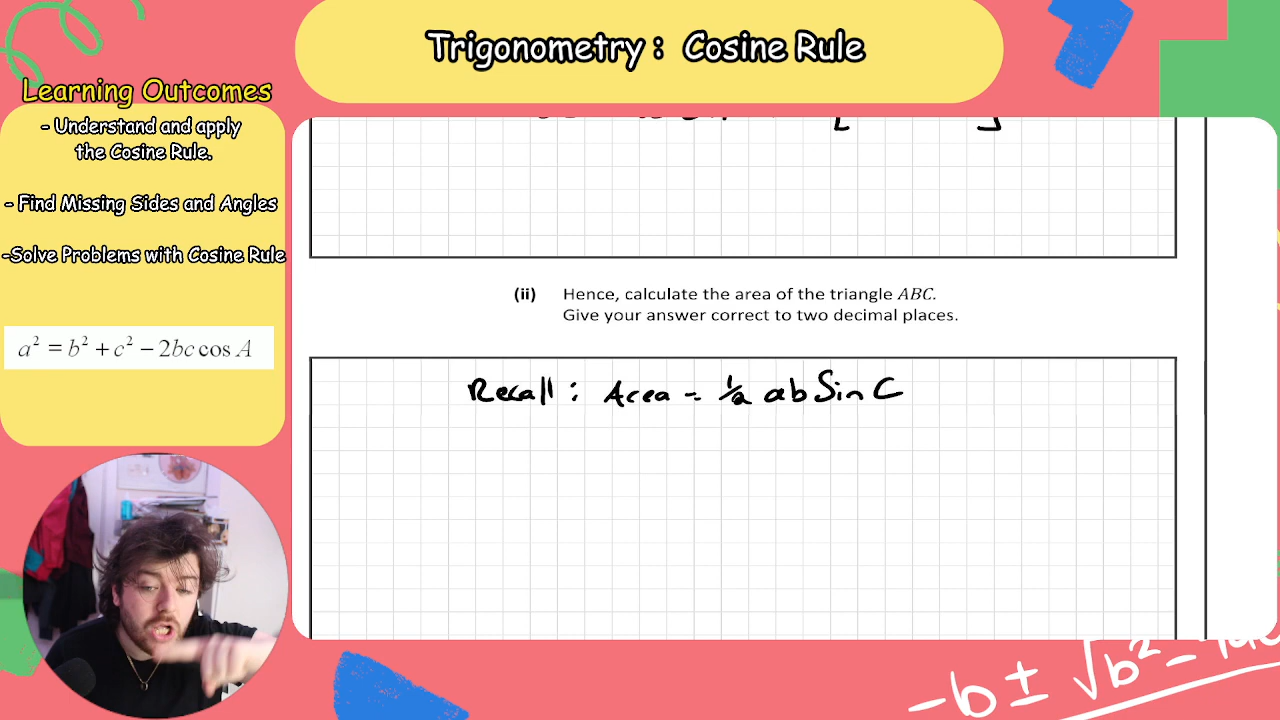 Trigonometry : Cosine Rule
Learning Outcomes
- Understand and apply
the Cosine Rule.
- Find Missing Sides and Angles
-Solve Problems with Cosine Rule
a² = b² + c² − 2bc cos A
(ii) Hence, calculate the area of the triangle ABC.
Give your answer correct to two decimal places.
Recall : Area = ½ ab Sin C
-b ± √b² -